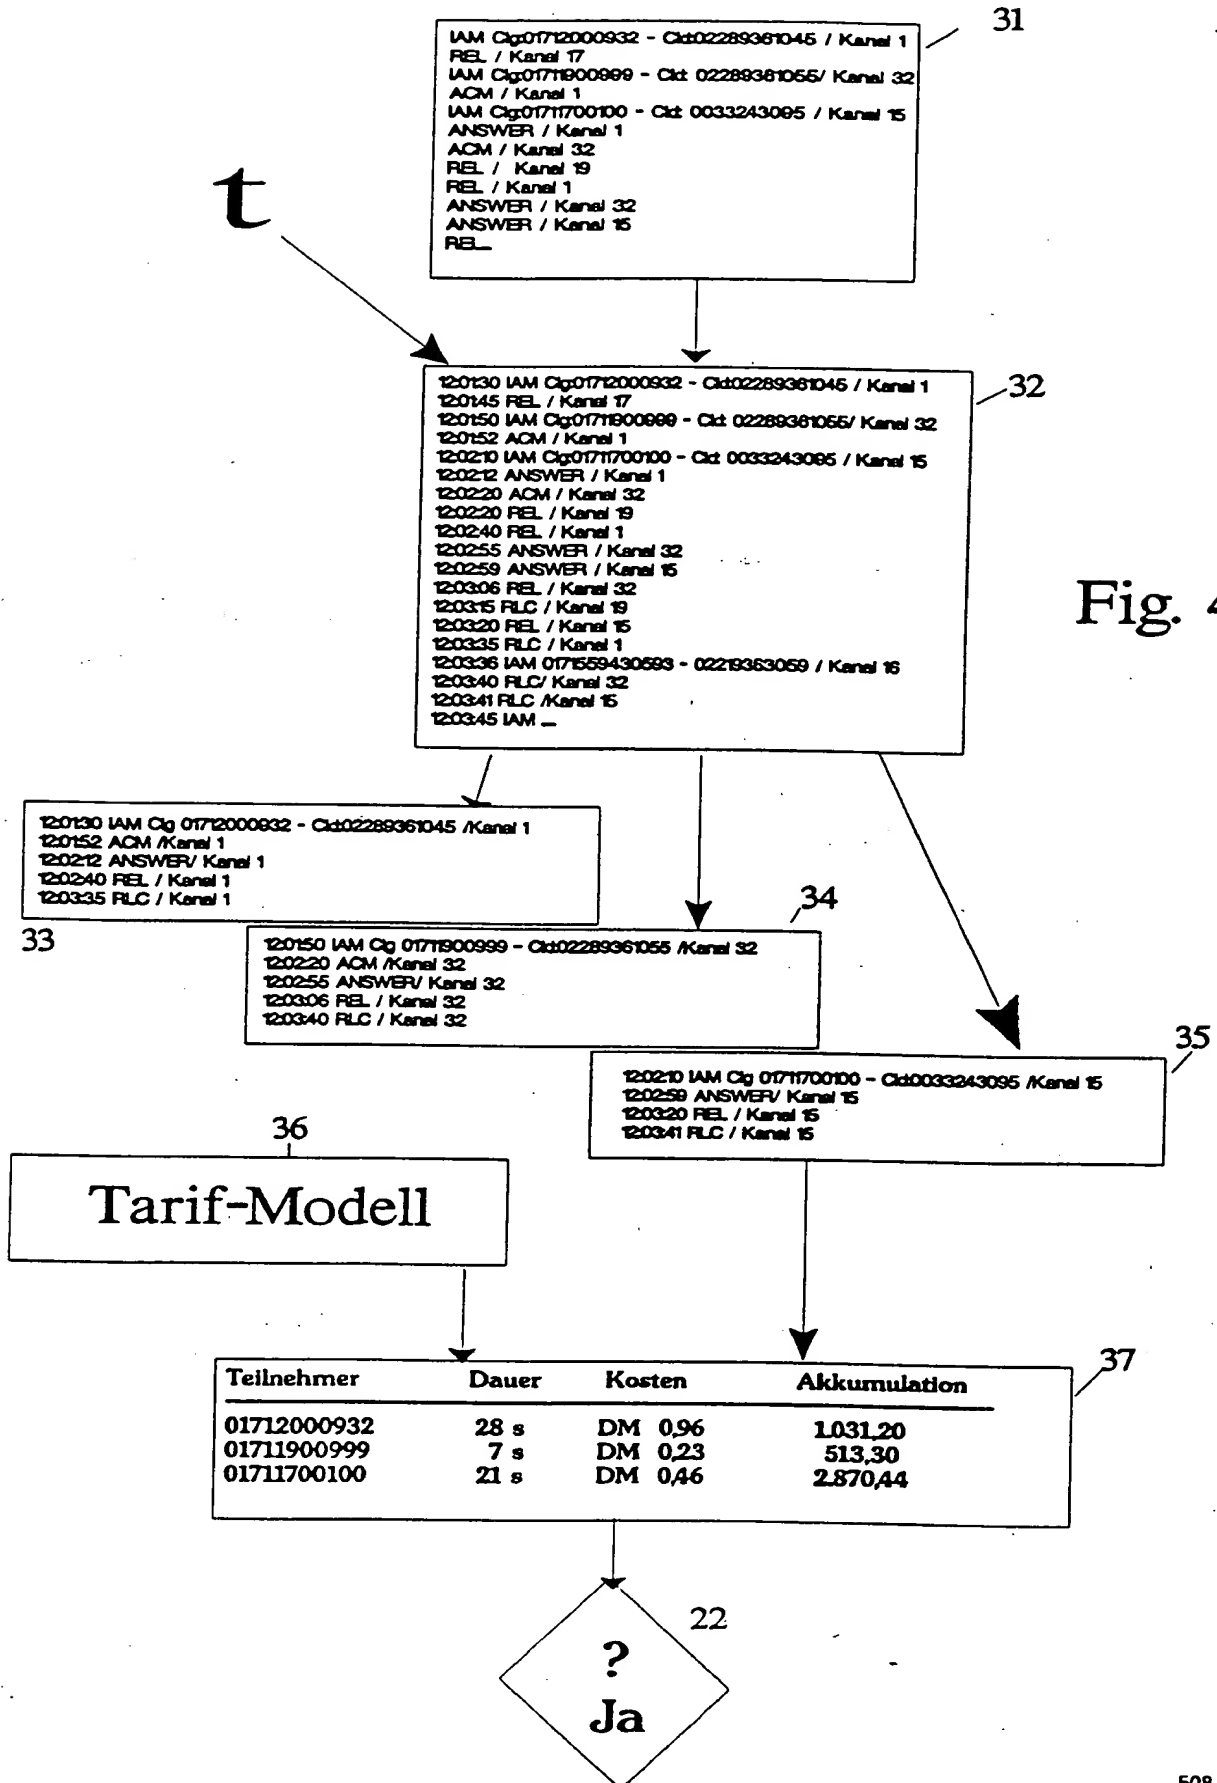 31
IAM Clg:01712000932 - Cld:02289361045 / Kanal 1
REL / Kanal 17
IAM Clg:01711900999 - Cld: 02289361055/ Kanal 32
ACM / Kanal 1
IAM Clg:01711700100 - Cld: 0033243095 / Kanal 15
ANSWER / Kanal 1
ACM / Kanal 32
REL / Kanal 19
REL / Kanal 1
ANSWER / Kanal 32
ANSWER / Kanal 15
REL...
t
32
12:01:30 IAM Clg:01712000932 - Cld:02289361045 / Kanal 1
12:01:45 REL / Kanal 17
12:01:50 IAM Clg:01711900999 - Cld: 02289361055/ Kanal 32
12:01:52 ACM / Kanal 1
12:02:10 IAM Clg:01711700100 - Cld: 0033243095 / Kanal 15
12:02:12 ANSWER / Kanal 1
12:02:20 ACM / Kanal 32
12:02:20 REL / Kanal 19
12:02:40 REL / Kanal 1
12:02:55 ANSWER / Kanal 32
12:02:59 ANSWER / Kanal 15
12:03:06 REL / Kanal 32
12:03:15 RLC / Kanal 19
12:03:20 REL / Kanal 15
12:03:35 RLC / Kanal 1
12:03:36 IAM 0171559430593 - 02219363059 / Kanal 16
12:03:40 RLC/ Kanal 32
12:03:41 RLC /Kanal 15
12:03:45 IAM ...
Fig. 4
12:01:30 IAM Clg 01712000932 - Cld:02289361045 /Kanal 1
12:01:52 ACM /Kanal 1
12:02:12 ANSWER/ Kanal 1
12:02:40 REL / Kanal 1
12:03:35 RLC / Kanal 1
33
34
12:01:50 IAM Clg 01711900999 - Cld:02289361055 /Kanal 32
12:02:20 ACM /Kanal 32
12:02:55 ANSWER/ Kanal 32
12:03:06 REL / Kanal 32
12:03:40 RLC / Kanal 32
35
12:02:10 IAM Clg 01711700100 - Cld:0033243095 /Kanal 15
12:02:59 ANSWER/ Kanal 15
12:03:20 REL / Kanal 15
12:03:41 RLC / Kanal 15
36
Tarif-Modell
37
Teilnehmer Dauer Kosten Akkumulation
01712000932 28 s DM 0,96 1.031,20
01711900999 7 s DM 0,23 513,30
01711700100 21 s DM 0,46 2.870,44
22
?
Ja